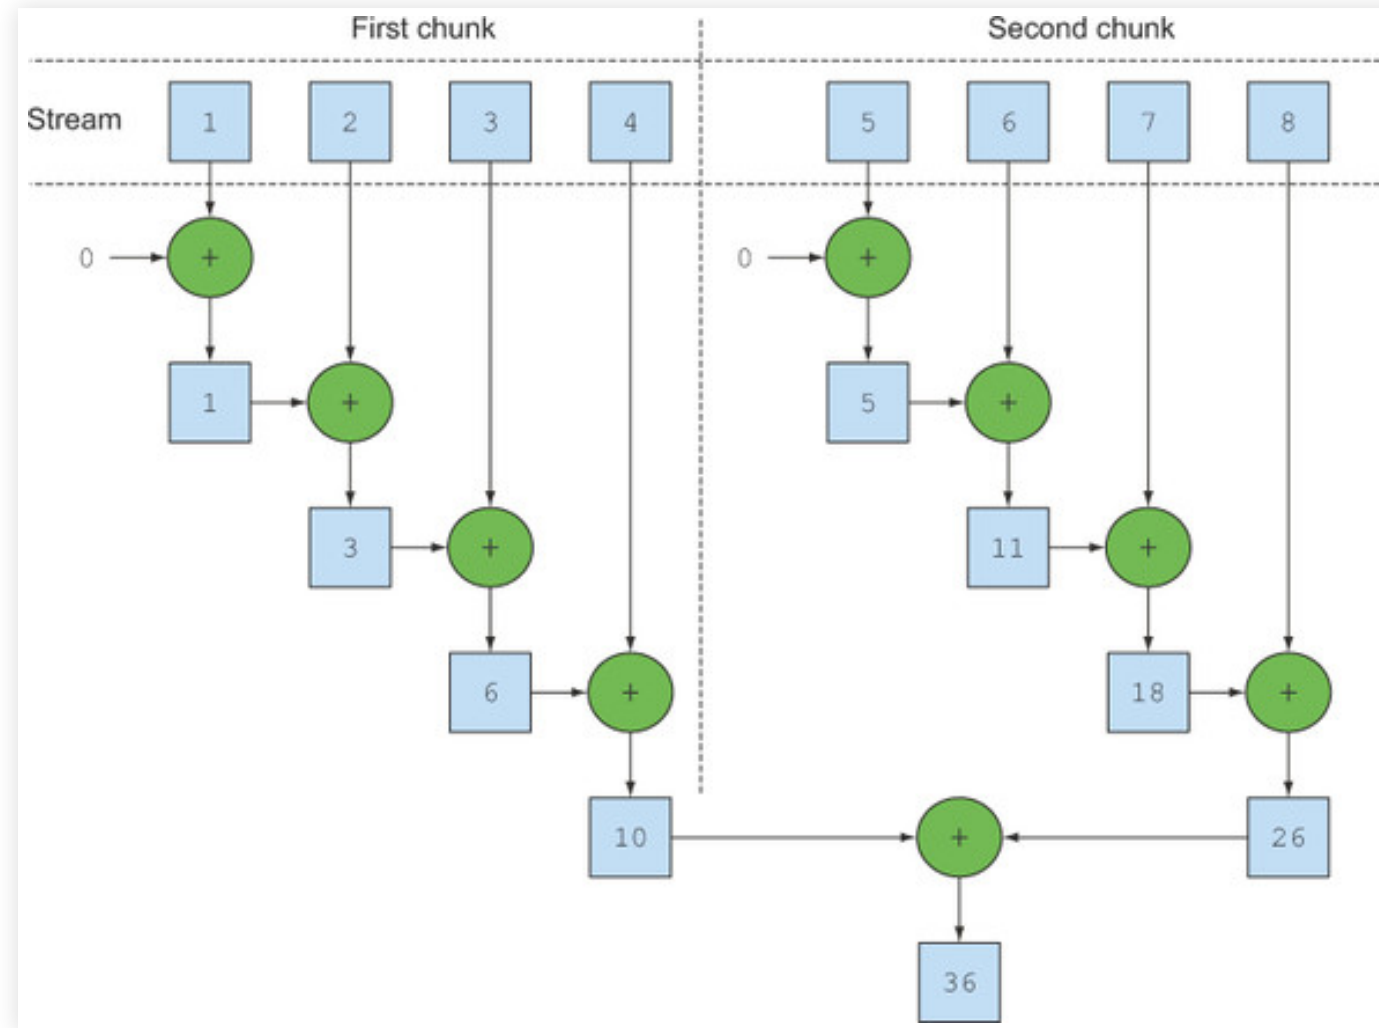 First chunk Second chunk
Stream 1 2 3 4 5 6 7 8
0 + 0 +
1 + 5 +
3 + 11 +
6 + 18 +
10 + 26
36